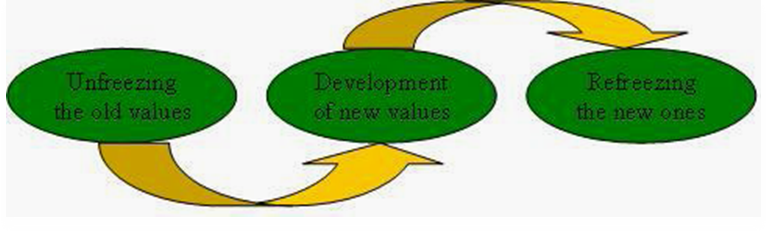 Unfreezing
the old values
Development
of new values
Refreezing
the new ones